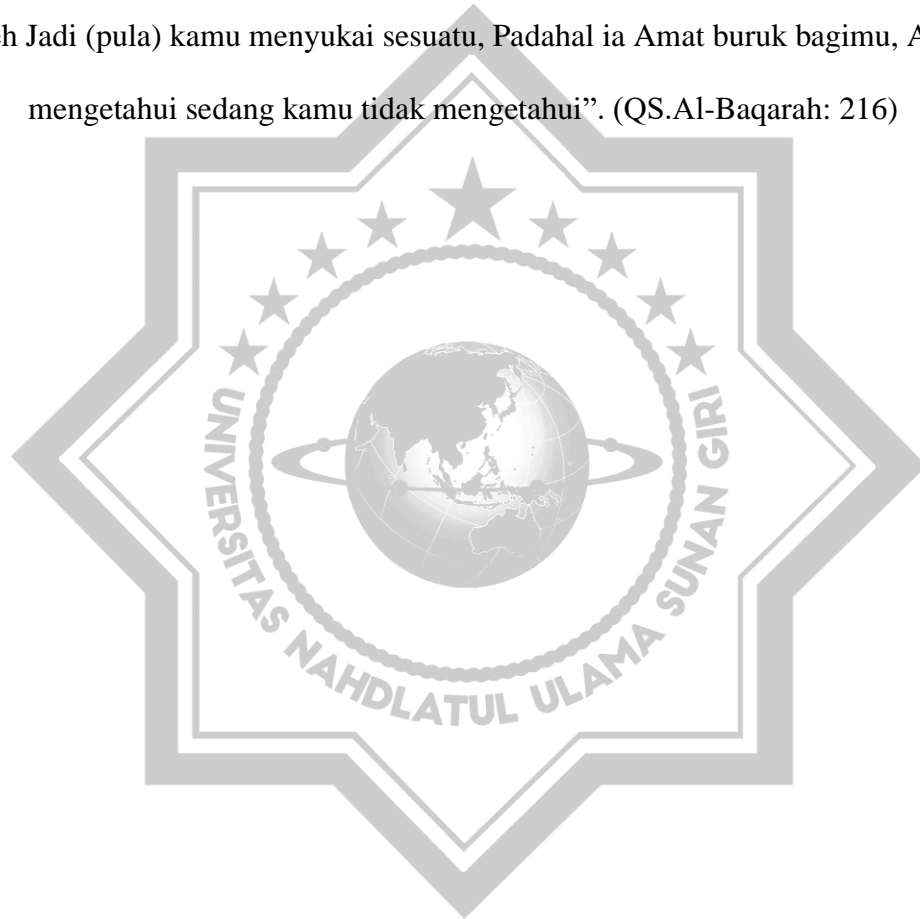 Jadi (pula) kamu menyukai sesuatu, Padahal ia Amat buruk bagimu,
mengetahui sedang kamu tidak mengetahui”. (QS.Al-Baqarah: 216)
UNIVERSITAS NAHDLATUL ULAMA SUNAN GIRI